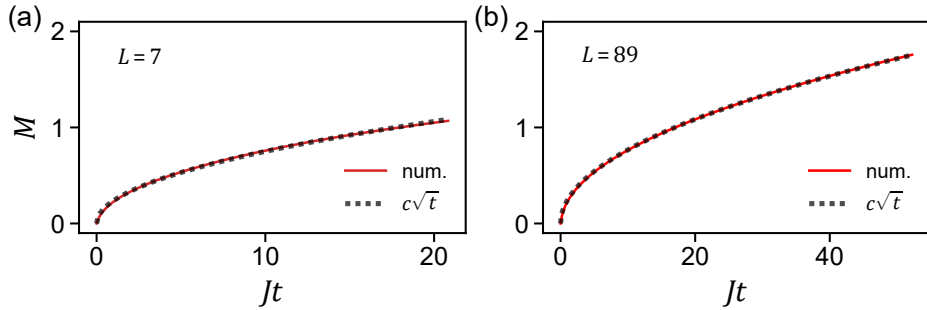 (a)
L = 7
M
2
1
0
num.
c√t
0 10 20
Jt
(b)
L = 89
2
1
0
num.
c√t
0 20 40
Jt